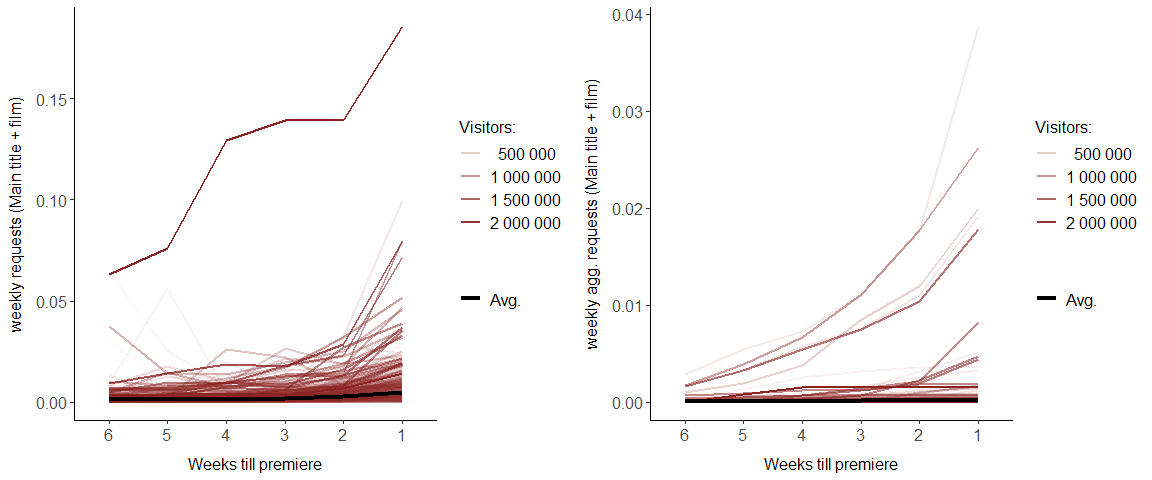 weekly requests (Main title + film)
0.15
0.10
0.05
0.00
6 5 4 3 2 1
Weeks till premiere
Visitors:
500 000
1 000 000
1 500 000
2 000 000
Avg.
weekly agg. requests (Main title + film)
0.04
0.03
0.02
0.01
0.00
6 5 4 3 2 1
Weeks till premiere
Visitors:
500 000
1 000 000
1 500 000
2 000 000
Avg.